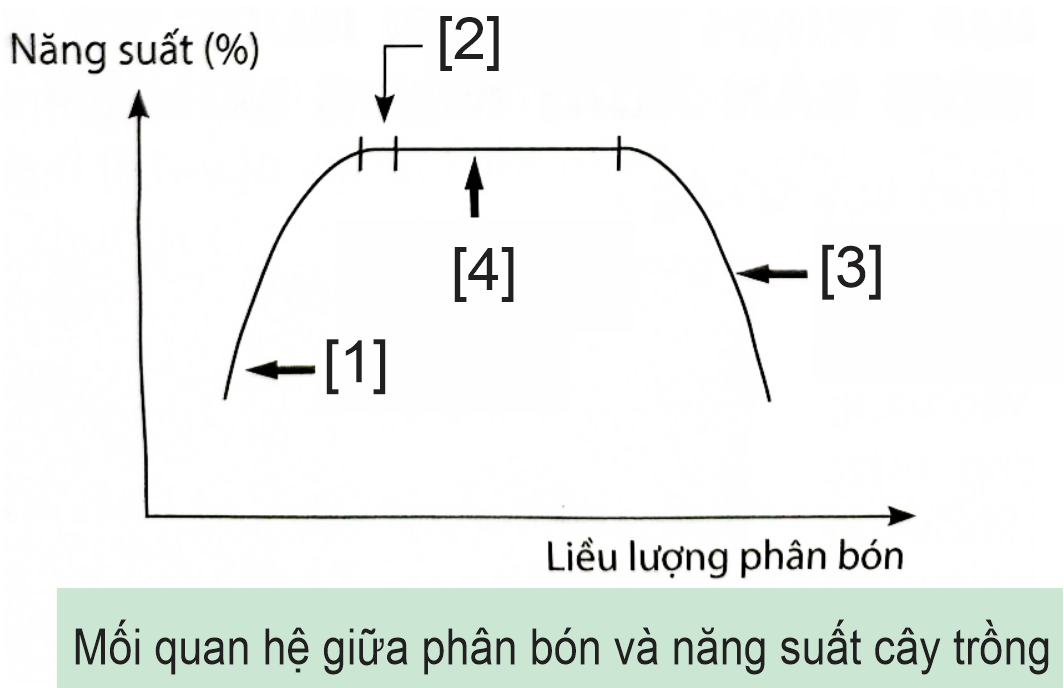 Năng suất (%)
[2]
[4]
[3]
[1]
Liều lượng phân bón
Mối quan hệ giữa phân bón và năng suất cây trồng